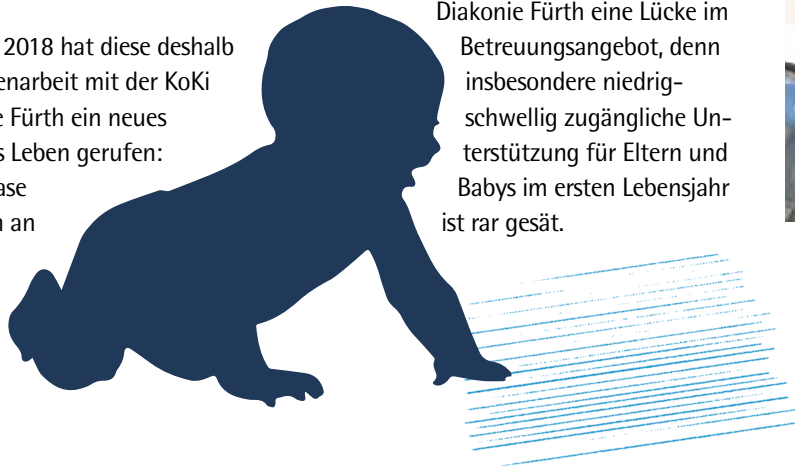 2018 hat diese deshalb
enarbeit mit der KoKi
e Fürth ein neues
s Leben gerufen:
ase
n an
Diakonie Fürth eine Lücke im
Betreuungsangebot, denn
insbesondere niedrig-
schwellig zugängliche Un-
terstützung für Eltern und
Babys im ersten Lebensjahr
ist rar gesät.